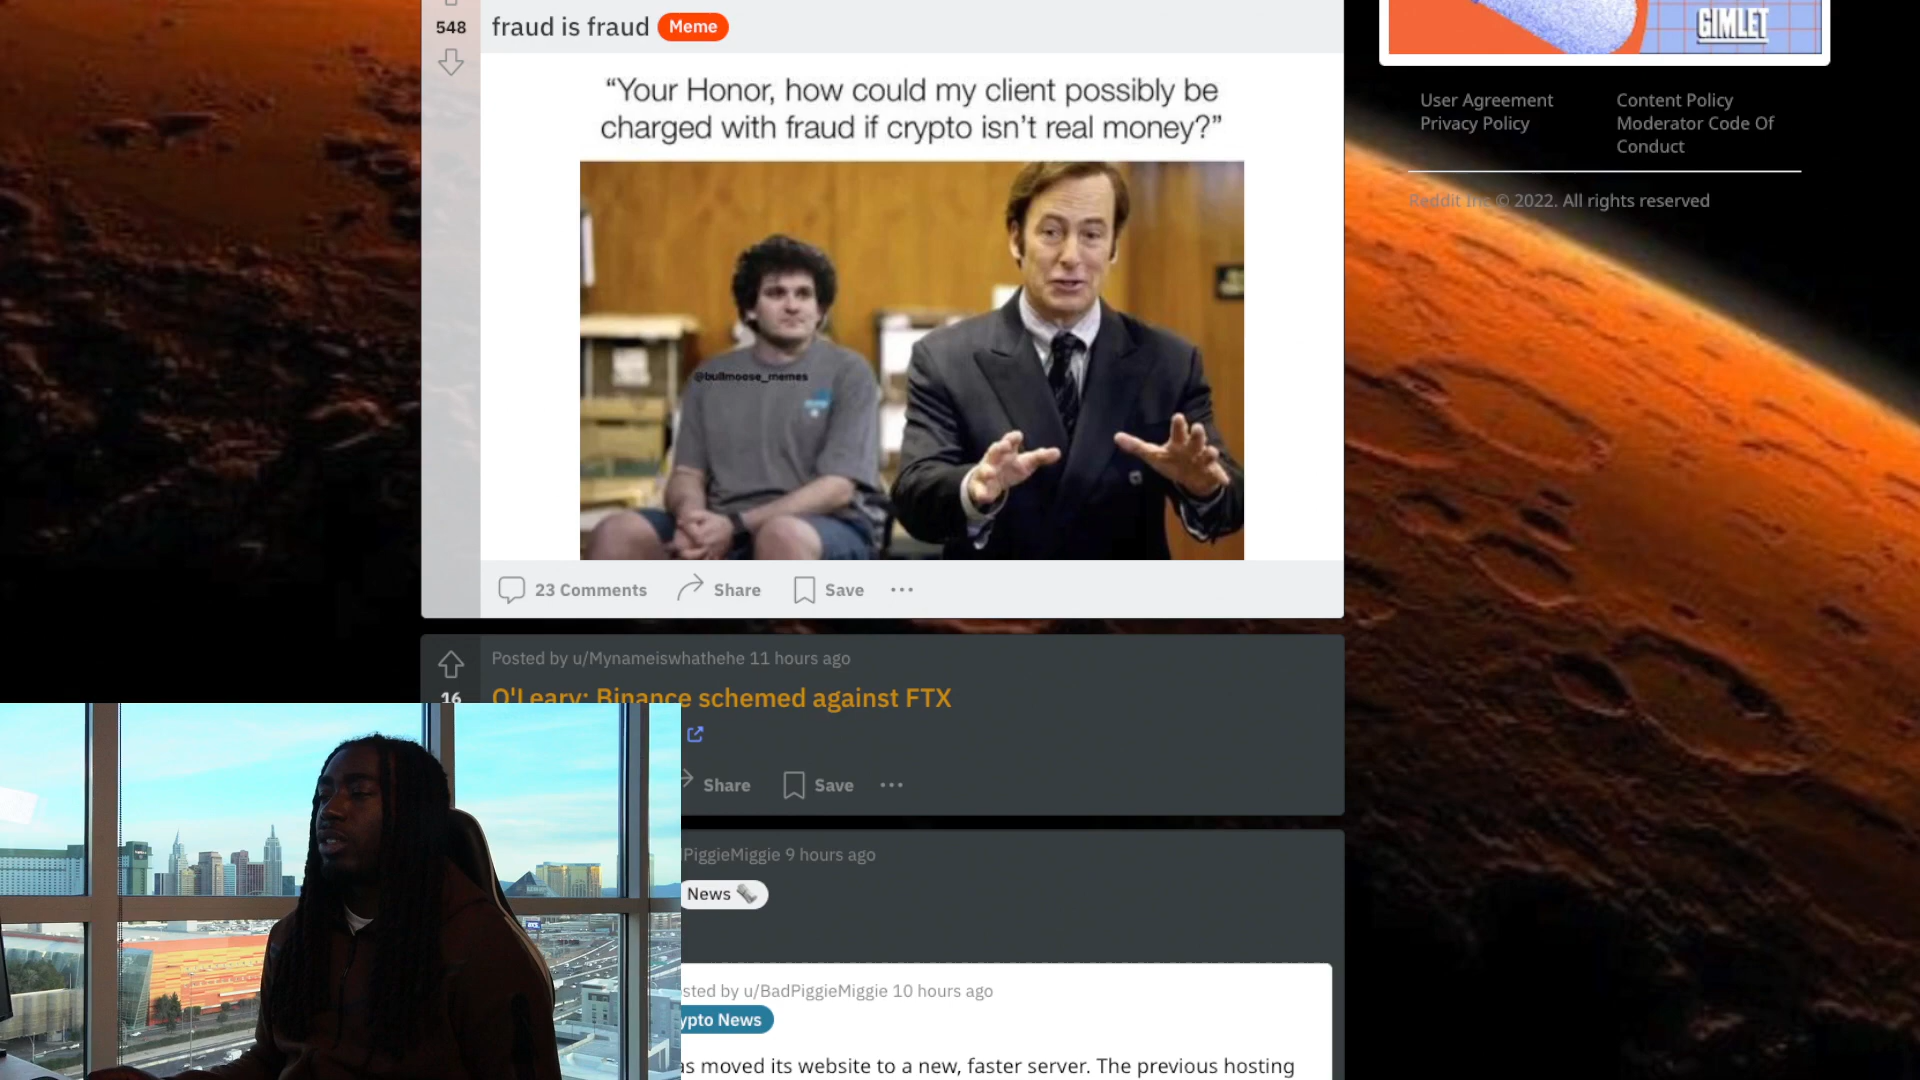 548
fraud is fraud Meme
“Your Honor, how could my client possibly be
charged with fraud if crypto isn’t real money?”
@bullmoose_memes
23 Comments Share Save
Posted by u/Mynameiswhathehe 11 hours ago
16
O'Leary: Binance schemed against FTX
Share Save
PiggieMiggie 9 hours ago
News
sted by u/BadPiggieMiggie 10 hours ago
ypto News
as moved its website to a new, faster server. The previous hosting
GIMLET
User Agreement
Privacy Policy
Content Policy
Moderator Code Of
Conduct
Reddit Inc © 2022. All rights reserved